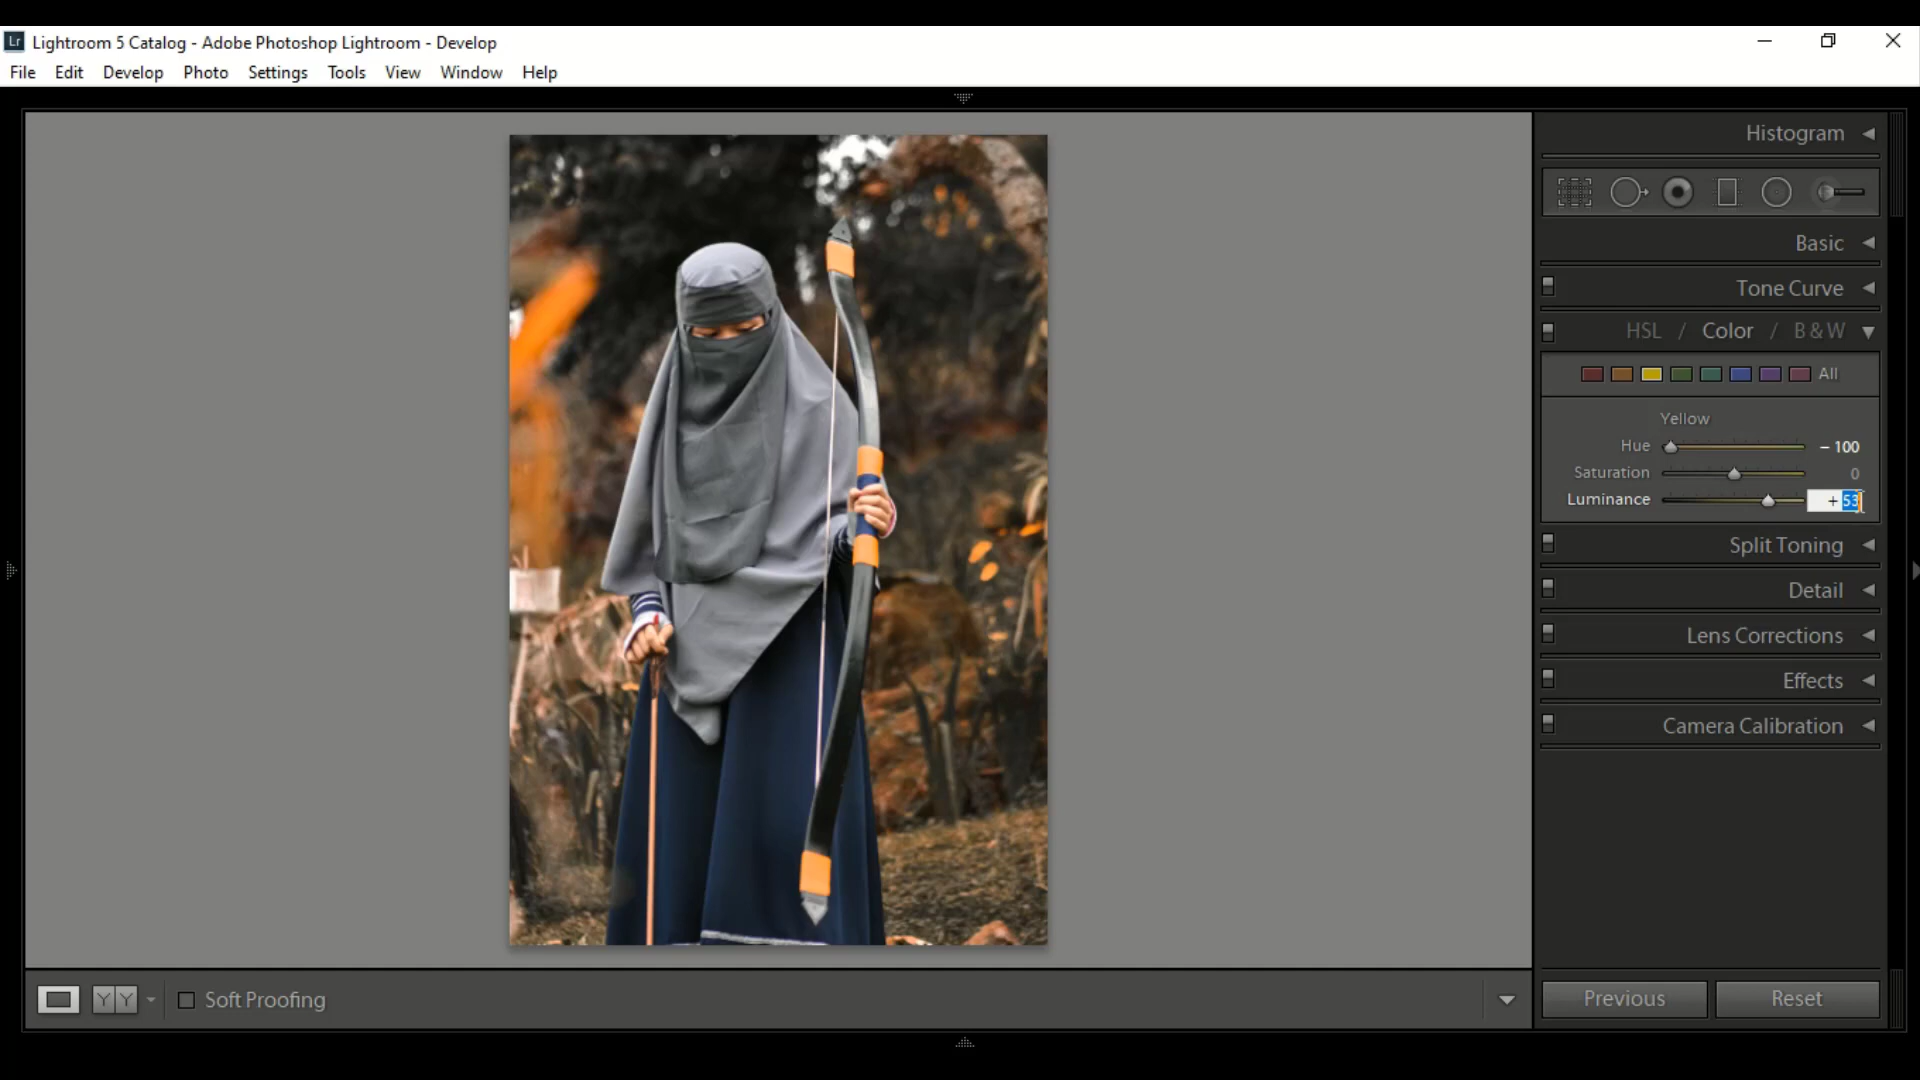 Lr Lightroom 5 Catalog - Adobe Photoshop Lightroom - Develop
File Edit Develop Photo Settings Tools View Window Help
Histogram
Basic
Tone Curve
HSL / Color / B & W
All
Yellow
Hue - 100
Saturation 0
Luminance + 53
Split Toning
Detail
Lens Corrections
Effects
Camera Calibration
Y Y Soft Proofing
Previous Reset